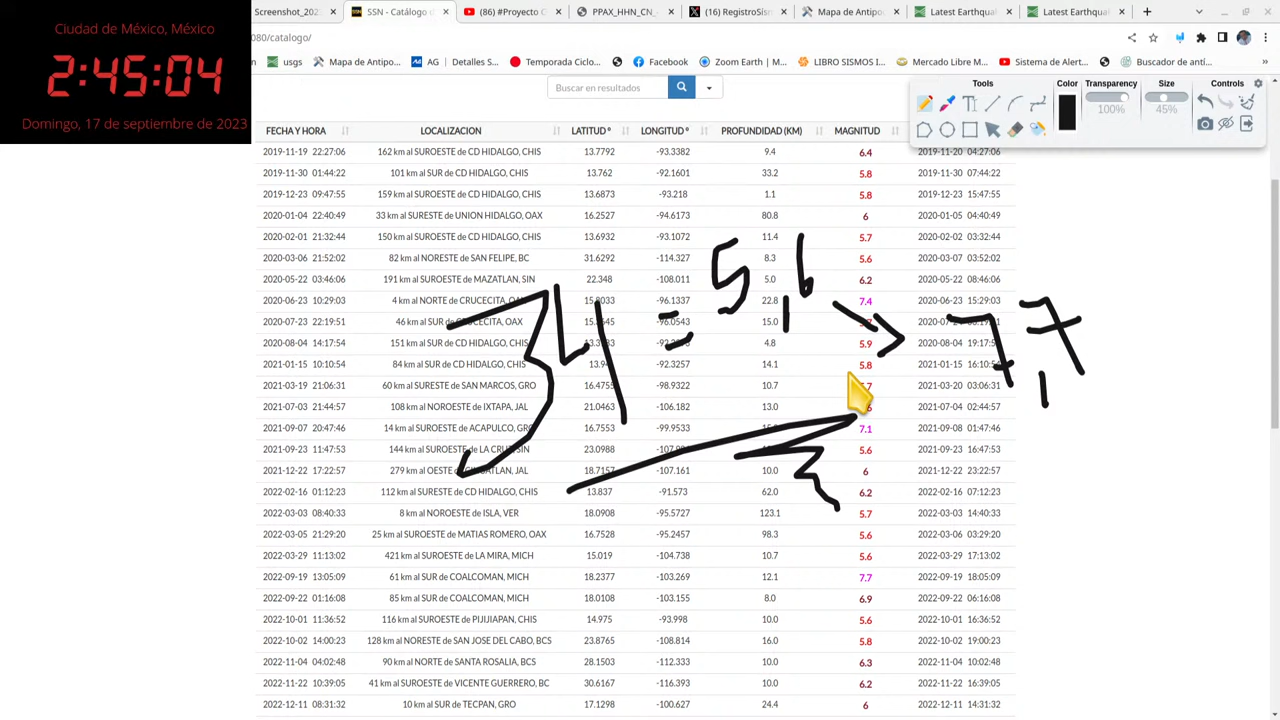 Ciudad de México, México
2:45:04
Domingo, 17 de septiembre de 2023
Screenshot_202 SSN - Catálogo d (86) #Proyecto C PPAX_HHN_CN_ (16) RegistroSísm Mapa de Antipod Latest Earthquak Latest Earthquak
080/catalogo/
usgs Mapa de Antipo... AG Deslizes... Temporada Ciclo... Facebook Zoom Earth | Ma... LIBRO SISMOS I... Mercado Libre M... Sistema de Alert... Buscador de antí...
Buscar en resultados
Tools Color Transparency Size Controls
100% 45%
FECHA Y HORA LOCALIZACION LATITUD º LONGITUD º PROFUNDIDAD (KM) MAGNITUD
2019-11-19 22:27:06 162 km al SUROESTE de CD HIDALGO, CHIS 13.7792 -93.3382 9.4 6.4 2019-11-20 04:27:06
2019-11-30 01:44:22 101 km al SUR de CD HIDALGO, CHIS 13.762 -92.1601 33.2 5.8 2019-11-30 07:44:22
2019-12-23 09:47:55 159 km al SUROESTE de CD HIDALGO, CHIS 13.6873 -93.218 1.1 5.8 2019-12-23 15:47:55
2020-01-04 22:40:49 33 km al SURESTE de UNION HIDALGO, OAX 16.2527 -94.6173 80.8 6 2020-01-05 04:40:49
2020-02-01 21:32:44 150 km al SUROESTE de CD HIDALGO, CHIS 13.6932 -93.1072 11.4 5.7 2020-02-02 03:32:44
2020-03-06 21:52:02 82 km al NORESTE de SAN FELIPE, BC 31.6292 -114.327 8.3 5.6 2020-03-07 03:52:02
2020-05-22 03:46:06 191 km al SUROESTE de MAZATLAN, SIN 22.348 -108.011 5.0 6.2 2020-05-22 08:46:06
2020-06-23 10:29:03 4 km al NORTE de CRUCECITA, OAX 15.8033 -96.1337 22.8 7.4 2020-06-23 15:29:03
2020-07-23 22:19:51 46 km al SUR de CRUCECITA, OAX -96.0543 15.0
2020-08-04 14:17:54 151 km al SUROESTE de CD HIDALGO, CHIS 4.8 5.9 2020-08-04
2021-01-15 10:10:54 84 km al SUR de CD HIDALGO, CHIS -92.3257 14.1 5.8 2021-01-15
2021-03-19 21:06:31 60 km al SURESTE de SAN MARCOS, GRO 16.4755 -98.9322 10.7 2021-03-20 03:06:31
2021-07-03 21:44:57 108 km al NOROESTE de IXTAPA, JAL 21.0463 -106.182 13.0 2021-07-04 02:44:57
2021-09-07 20:47:46 14 km al SUROESTE de ACAPULCO, GRO 16.7553 -99.9533 7.1 2021-09-08 01:47:46
2021-09-23 11:47:53 144 km al SUROESTE de LA CRUZ, SIN 23.0988 5.6 2021-09-23 16:47:53
2021-12-22 17:22:57 279 km al OESTE de JAL 18.7157 -107.161 10.0 6 2021-12-22 23:22:57
2022-02-16 01:12:23 112 km al SURESTE de CD HIDALGO, CHIS 13.837 -91.573 62.0 6.2 2022-02-16 07:12:23
2022-03-03 08:40:33 8 km al NOROESTE de ISLA, VER 18.0908 -95.5727 123.1 5.7 2022-03-03 14:40:33
2022-03-05 21:29:20 25 km al SUROESTE de MATIAS ROMERO, OAX 16.7528 -95.2457 98.3 5.6 2022-03-06 03:29:20
2022-03-29 11:13:02 421 km al SUROESTE de LA MIRA, MICH 15.019 -104.738 10.7 5.6 2022-03-29 17:13:02
2022-09-19 13:05:09 61 km al SUR de COALCOMAN, MICH 18.2377 -103.269 12.1 7.7 2022-09-19 18:05:09
2022-09-22 01:16:08 85 km al SUR de COALCOMAN, MICH 18.0108 -103.155 8.0 6.9 2022-09-22 06:16:08
2022-10-01 11:36:52 116 km al SUROESTE de PIJIJIAPAN, CHIS 14.975 -93.998 10.0 5.6 2022-10-01 16:36:52
2022-10-02 14:00:23 128 km al NORESTE de SAN JOSE DEL CABO, BCS 23.8765 -108.814 16.0 5.8 2022-10-02 19:00:23
2022-11-04 04:02:48 90 km al NORTE de SANTA ROSALIA, BCS 28.1503 -112.333 10.0 6.3 2022-11-04 10:02:48
2022-11-22 10:39:05 41 km al SUROESTE de VICENTE GUERRERO, BC 30.6167 -116.393 10.0 6.2 2022-11-22 16:39:05
2022-12-11 08:31:32 10 km al SUR de TECPAN, GRO 17.1298 -100.627 24.4 6 2022-12-11 14:31:32
34 = 5,6 7,7